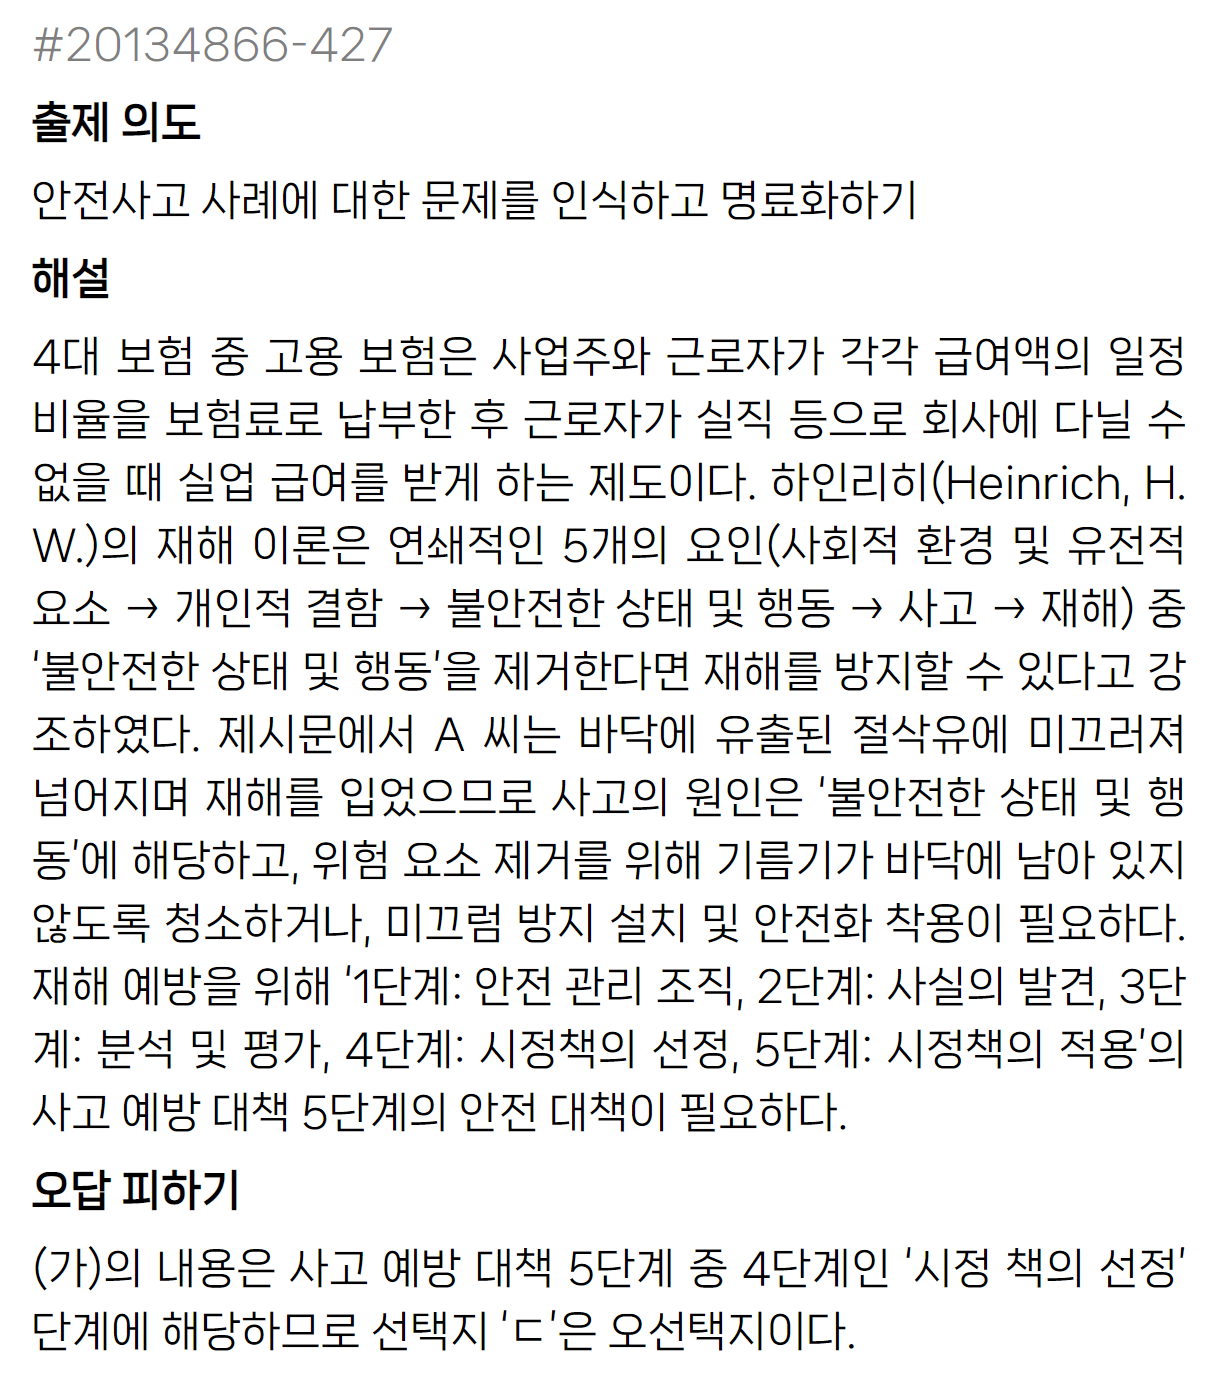 #20134866-427
출제 의도
안전사고 사례에 대한 문제를 인식하고 명료화하기
해설
4대 보험 중 고용 보험은 사업주와 근로자가 각각 급여액의 일정
비율을 보험료로 납부한 후 근로자가 실직 등으로 회사에 다닐 수
없을 때 실업 급여를 받게 하는 제도이다. 하인리히(Heinrich, H.
W.)의 재해 이론은 연쇄적인 5개의 요인(사회적 환경 및 유전적
요소 → 개인적 결함 → 불안전한 상태 및 행동 → 사고 → 재해) 중
'불안전한 상태 및 행동'을 제거한다면 재해를 방지할 수 있다고 강
조하였다. 제시문에서 A 씨는 바닥에 유출된 절삭유에 미끄러져
넘어지며 재해를 입었으므로 사고의 원인은 '불안전한 상태 및 행
동'에 해당하고, 위험 요소 제거를 위해 기름기가 바닥에 남아 있지
않도록 청소하거나, 미끄럼 방지 설치 및 안전화 착용이 필요하다.
재해 예방을 위해 '1단계: 안전 관리 조직, 2단계: 사실의 발견, 3단
계: 분석 및 평가, 4단계: 시정책의 선정, 5단계: 시정책의 적용'의
사고 예방 대책 5단계의 안전 대책이 필요하다.
오답 피하기
(가)의 내용은 사고 예방 대책 5단계 중 4단계인 '시정 책의 선정'
단계에 해당하므로 선택지 'ㄷ'은 오선택지이다.